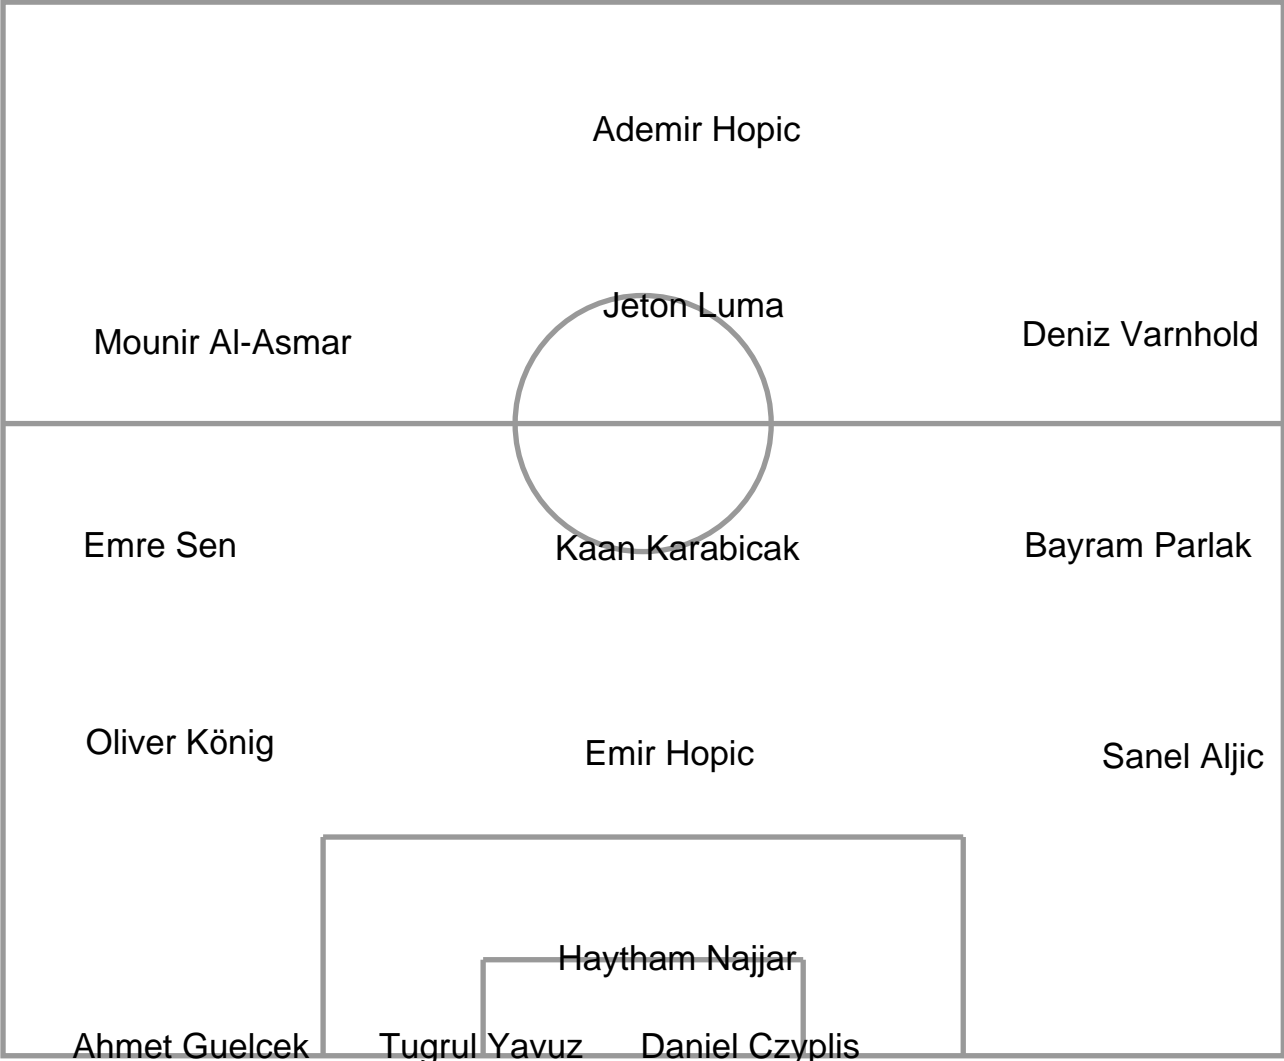 Ademir Hopic
Jeton Luma
Mounir Al-Asmar
Deniz Varnhold
Emre Sen
Kaan Karabicak
Bayram Parlak
Oliver König
Emir Hopic
Sanel Aljic
Haytham Najjar
Ahmet Guelcek
Tugrul Yavuz
Daniel Czyplis